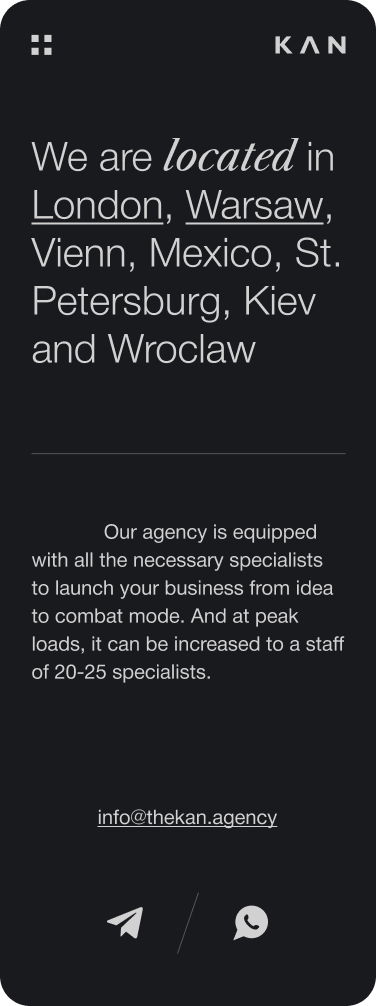 KAN
We are located in
London, Warsaw,
Vienn, Mexico, St.
Petersburg, Kiev
and Wroclaw
Our agency is equipped
with all the necessary specialists
to launch your business from idea
to combat mode. And at peak
loads, it can be increased to a staff
of 20-25 specialists.
info@thekan.agency